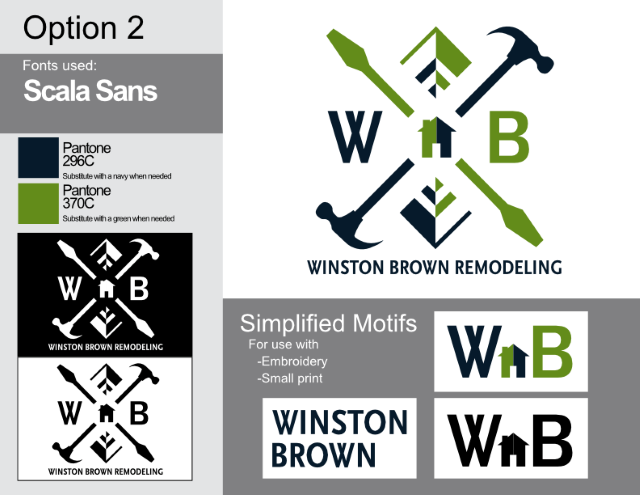 Option 2
Fonts used:
Scala Sans
Pantone
296C
Substitute with a navy when needed
Pantone
370C
Substitute with a green when needed
W B
WINSTON BROWN REMODELING
W B
WINSTON BROWN REMODELING
W B
WINSTON BROWN REMODELING
Simplified Motifs
For use with
-Embroidery
-Small print
WINSTON
BROWN
W B
W B